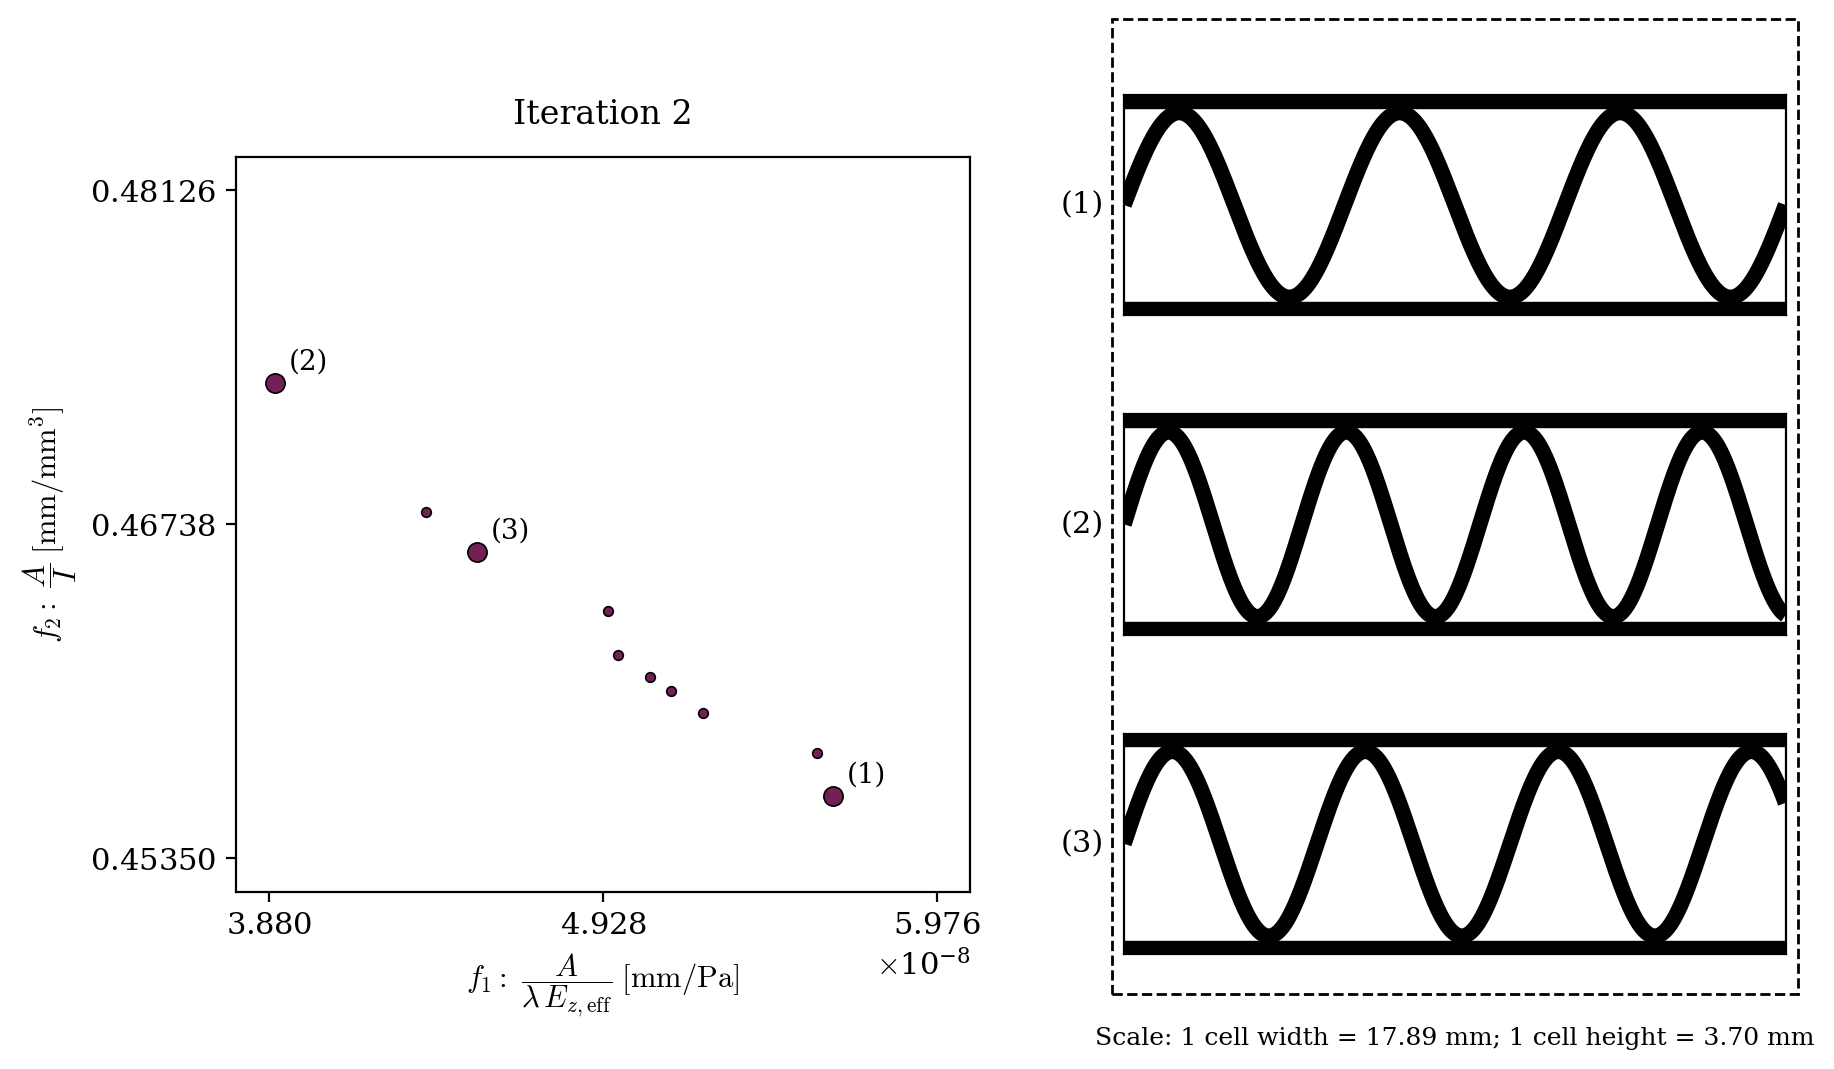 Iteration 2
0.48126
0.46738
0.45350
f₂ : A/I [mm/mm³]
(2)
(3)
(1)
3.880 4.928 5.976
×10⁻⁸
f₁ : A/(λ E_z,eff) [mm/Pa]
(1)
(2)
(3)
Scale: 1 cell width = 17.89 mm; 1 cell height = 3.70 mm